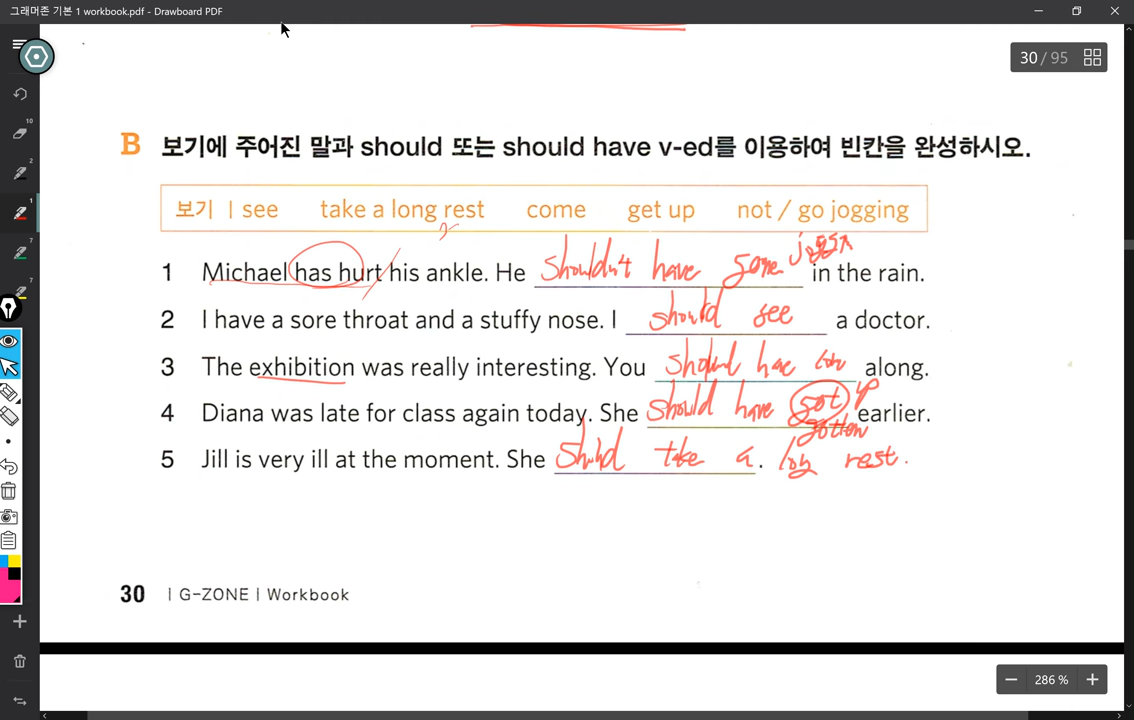 그래머존 기본 1 workbook.pdf - Drawboard PDF
30 / 95
B 보기에 주어진 말과 should 또는 should have v-ed를 이용하여 빈칸을 완성하시오.
보기 | see take a long rest come get up not / go jogging
1 Michael has hurt his ankle. He shouldn't have gone jogging in the rain.
2 I have a sore throat and a stuffy nose. I should see a doctor.
3 The exhibition was really interesting. You should have along.
4 Diana was late for class again today. She should have got up earlier.
gotten
5 Jill is very ill at the moment. She should take a . long rest.
30 | G-ZONE | Workbook
286 %
10
2
1
7
7